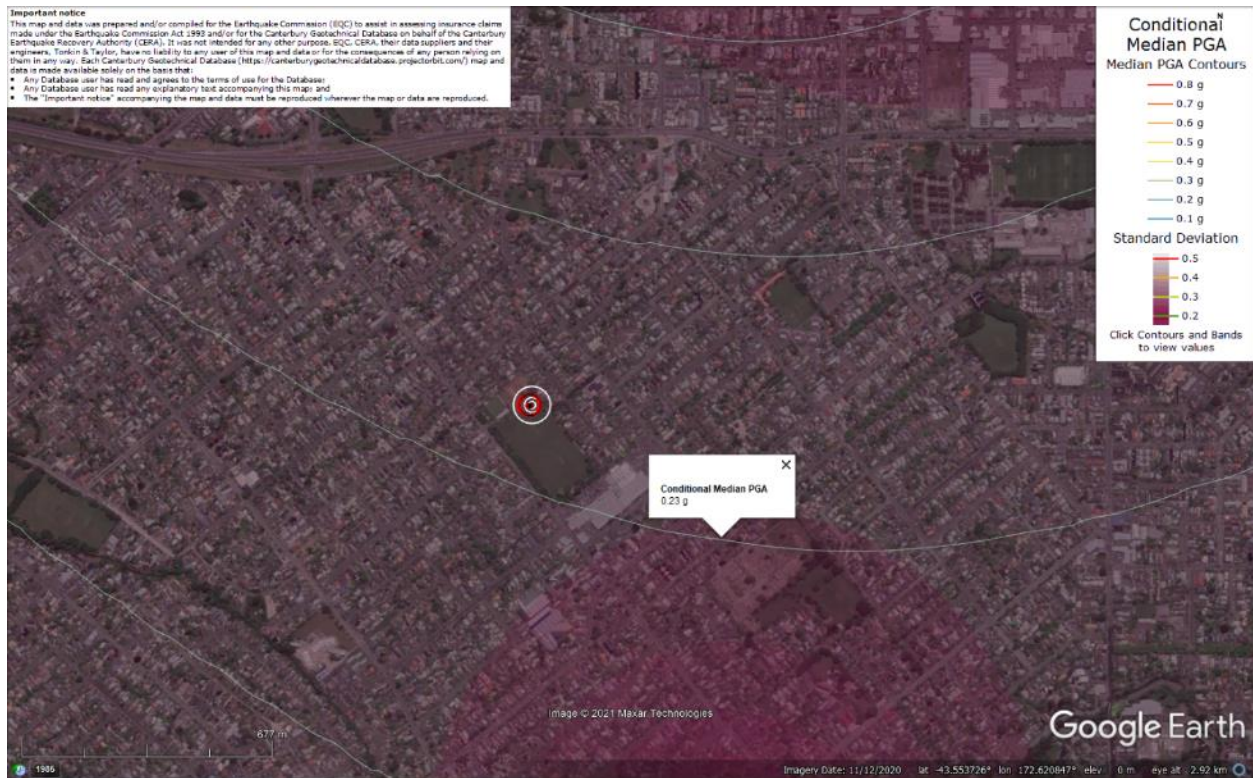 Important notice
This map and data was prepared and/or compiled for the Earthquake Commission (EQC) to assist in assessing insurance claims
made under the Earthquake Commission Act 1993 and/or for the Canterbury Geotechnical Database on behalf of the Canterbury
Earthquake Recovery Authority (CERA). It was not intended for any other purpose. EQC, CERA, their data suppliers and their
engineers, Tonkin & Taylor, have no liability to any user of this map and data or for the consequences of any person relying on
them in any way. Each Canterbury Geotechnical Database (https://canterburygeotechnicaldatabase.projectorbit.com/) map and
data is made available solely on the basis that:
• Any Database user has read and agrees to the terms of use for the Database;
• Any Database user has read any explanatory text accompanying this map; and
• The "Important notice" accompanying the map and data must be reproduced wherever the map or data are reproduced.
N
Conditional
Median PGA
Median PGA Contours
0.8 g
0.7 g
0.6 g
0.5 g
0.4 g
0.3 g
0.2 g
0.1 g
Standard Deviation
0.5
0.4
0.3
0.2
Click Contours and Bands
to view values
Conditional Median PGA
0.23 g
Image © 2021 Maxar Technologies
Google Earth
677 m
1985
Imagery Date: 11/12/2020 lat -43.553726° lon 172.620847° elev 0 m eye alt 2.92 km